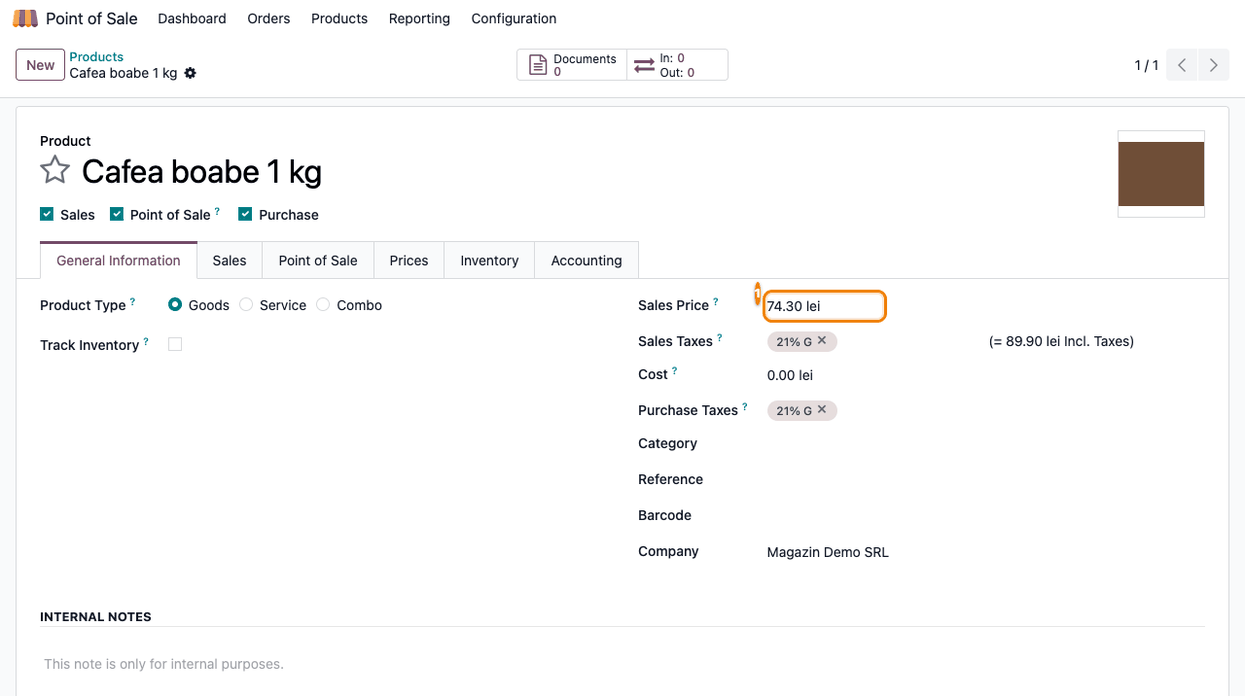 Point of Sale Dashboard Orders Products Reporting Configuration
New
Products
Cafea boabe 1 kg
Documents
0
In: 0
Out: 0
1 / 1
Product
Cafea boabe 1 kg
Sales Point of Sale ? Purchase
General Information Sales Point of Sale Prices Inventory Accounting
Product Type ? Goods Service Combo
Track Inventory ?
Sales Price ? 74.30 lei
Sales Taxes ? 21% G × (= 89.90 lei Incl. Taxes)
Cost ? 0.00 lei
Purchase Taxes ? 21% G ×
Category
Reference
Barcode
Company Magazin Demo SRL
INTERNAL NOTES
This note is only for internal purposes.